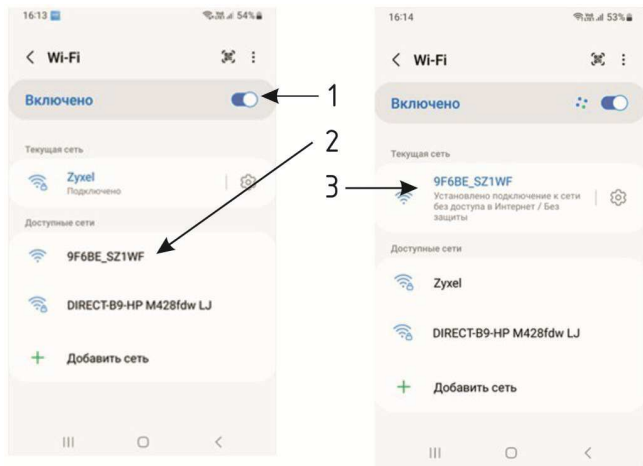 16:13
54%
Wi-Fi
Включено
Текущая сеть
Zyxel
Подключено
Доступные сети
9F6BE_SZ1WF
DIRECT-B9-HP M428fdw LJ
Добавить сеть
1
2
3
16:14
53%
Wi-Fi
Включено
Текущая сеть
9F6BE_SZ1WF
Установлено подключение к сети
без доступа в Интернет / Без
защиты
Доступные сети
Zyxel
DIRECT-B9-HP M428fdw LJ
Добавить сеть